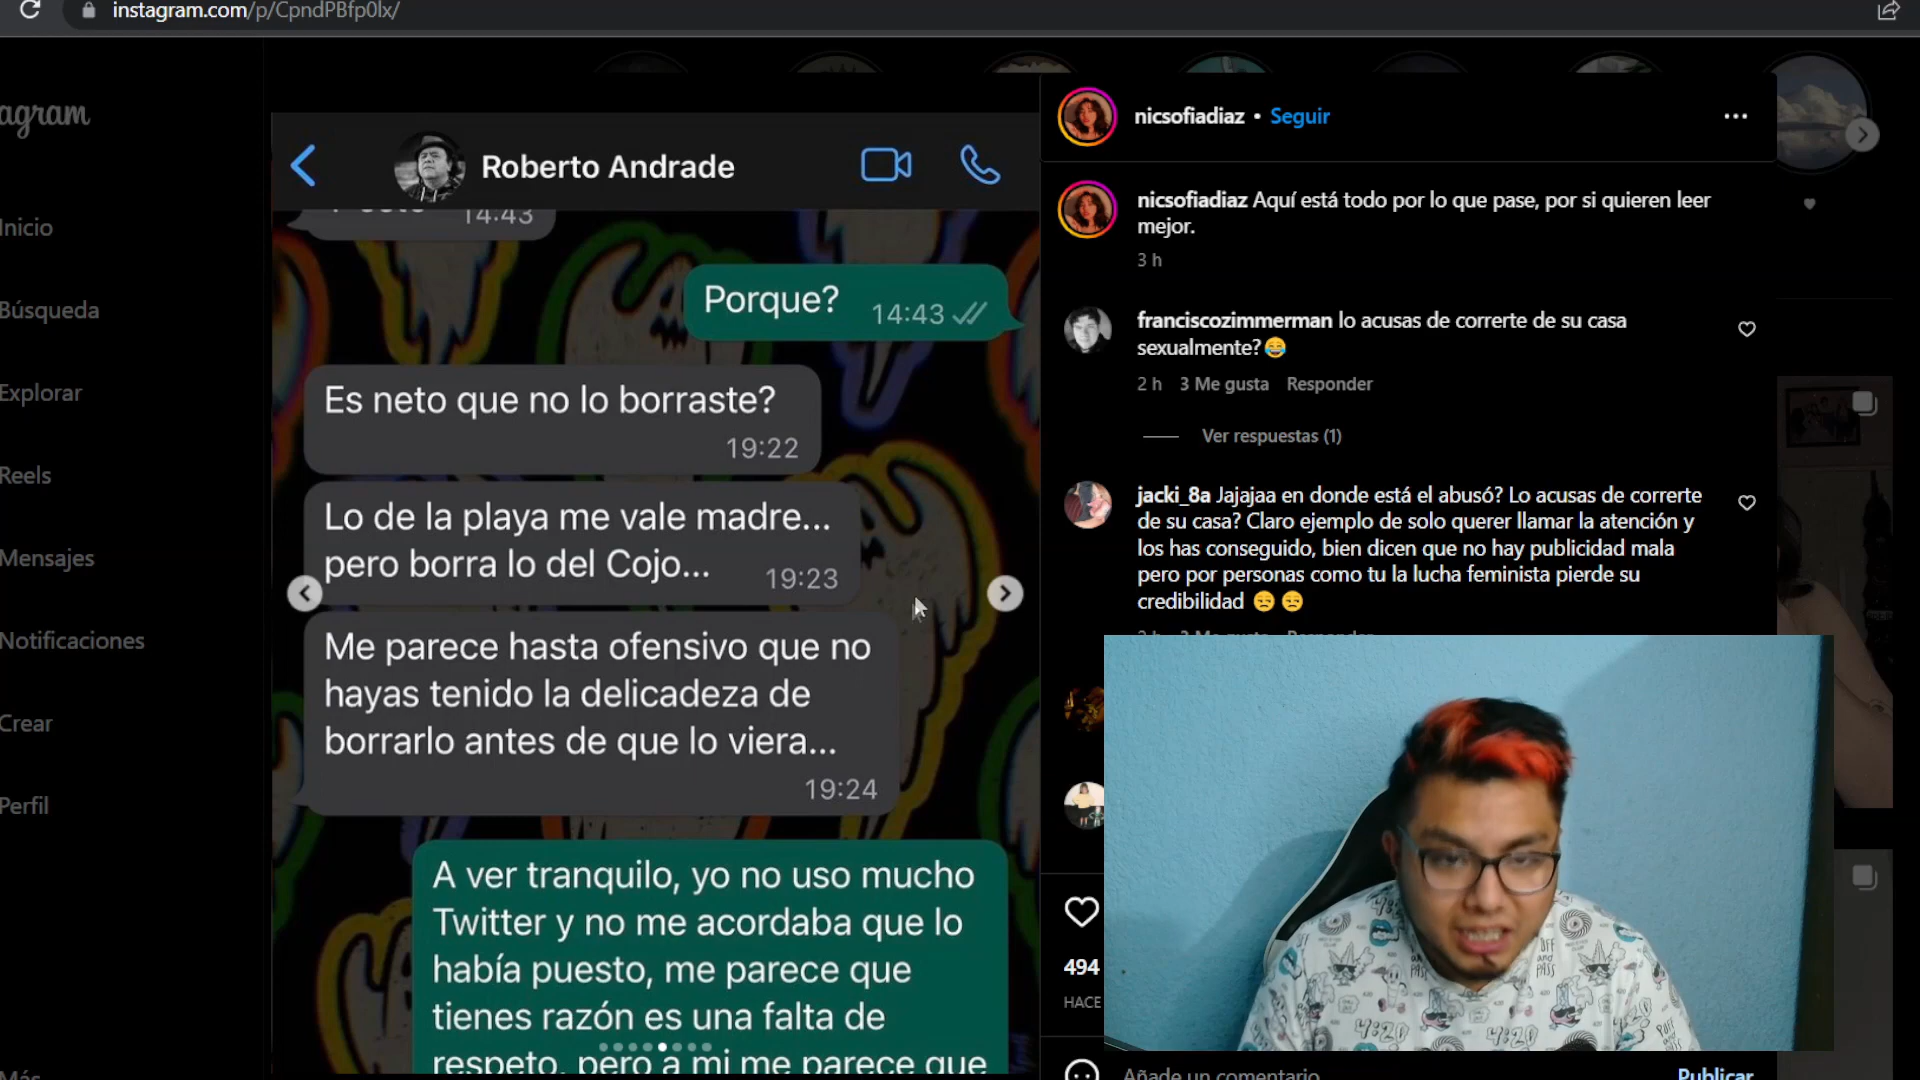 instagram.com/p/CpndPBfp0lx/
agram
Inicio
Búsqueda
Explorar
Reels
Mensajes
Notificaciones
Crear
Perfil
Más
Roberto Andrade
14:43
Porque? 14:43
Es neto que no lo borraste?
19:22
Lo de la playa me vale madre...
pero borra lo del Cojo... 19:23
Me parece hasta ofensivo que no
hayas tenido la delicadeza de
borrarlo antes de que lo viera...
19:24
A ver tranquilo, yo no uso mucho
Twitter y no me acordaba que lo
había puesto, me parece que
tienes razón es una falta de
respeto, pero a mi me parece que
nicsofiadiaz • Seguir
nicsofiadiaz Aquí está todo por lo que pase, por si quieren leer
mejor.
3 h
franciscozimmerman lo acusas de correrte de su casa
sexualmente?😂
2 h 3 Me gusta Responder
Ver respuestas (1)
jacki_8a Jajajaa en donde está el abusó? Lo acusas de correrte
de su casa? Claro ejemplo de solo querer llamar la atención y
los has conseguido, bien dicen que no hay publicidad mala
pero por personas como tu la lucha feminista pierde su
credibilidad 😒 😒
2 h 3 Me gusta Responder
494
HACE
Añade un comentario
Publicar
4:20